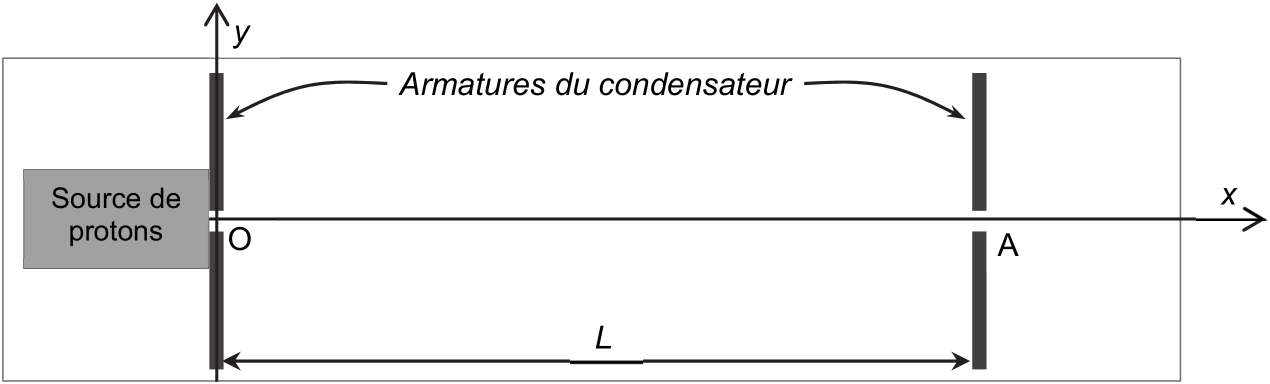 y
Armatures du condensateur
Source de
protons
x
O
A
L